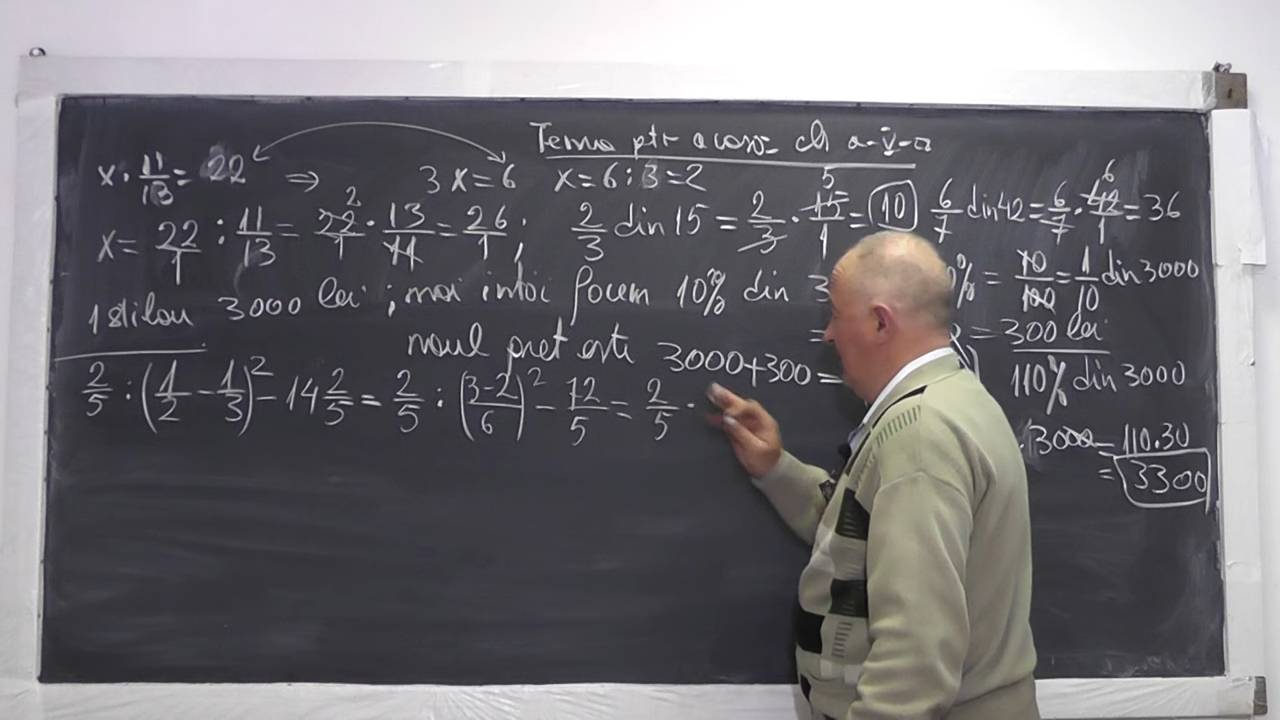 Tema ptr acasă cls a-V-a
x · 11/13 = 22 ⇒ 3x=6 x=6:3=2
x = 22/1 : 11/13 = 22/1 · 13/11 = 26/1 ; 2/3 din 15 = 2/3 · 15/1 = 10 6/7 din 42 = 6/7 · 42/1 = 36
1 stilou 3000 lei ; mai intoi facem 10% din 3 % = 10/100 = 1/10 din 3000
= 300 lei
noul pret este 3000+300 = 110% din 3000
2/5 : (1/2 - 1/3)² - 14 2/5 = 2/5 : (3-2/6)² - 72/5 = 2/5 ·
3000 = 110.30
= 3300